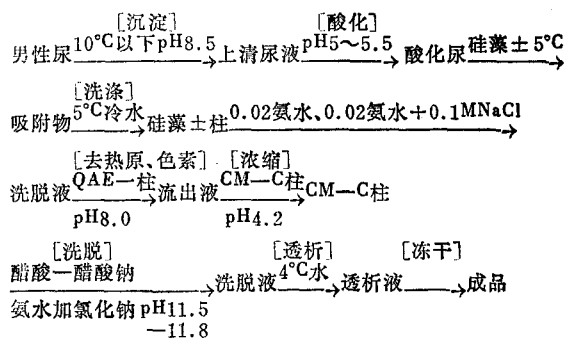 [沉淀] [酸化]
男性尿 10°C以下pH8.5 上清尿液 pH5～5.5 酸化尿 硅藻土5°C
[洗涤]
吸附物 5°C冷水 硅藻土柱 0.02氨水、0.02氨水＋0.1MNaCl
[去热原、色素] [浓缩]
洗脱液 QAE—柱 流出液 CM—C柱 CM—C柱
pH8.0 pH4.2
[洗脱] [透析] [冻干]
醋酸—醋酸钠 洗脱液 4°C水 透析液 成品
氨水加氯化钠 pH11.5
—11.8